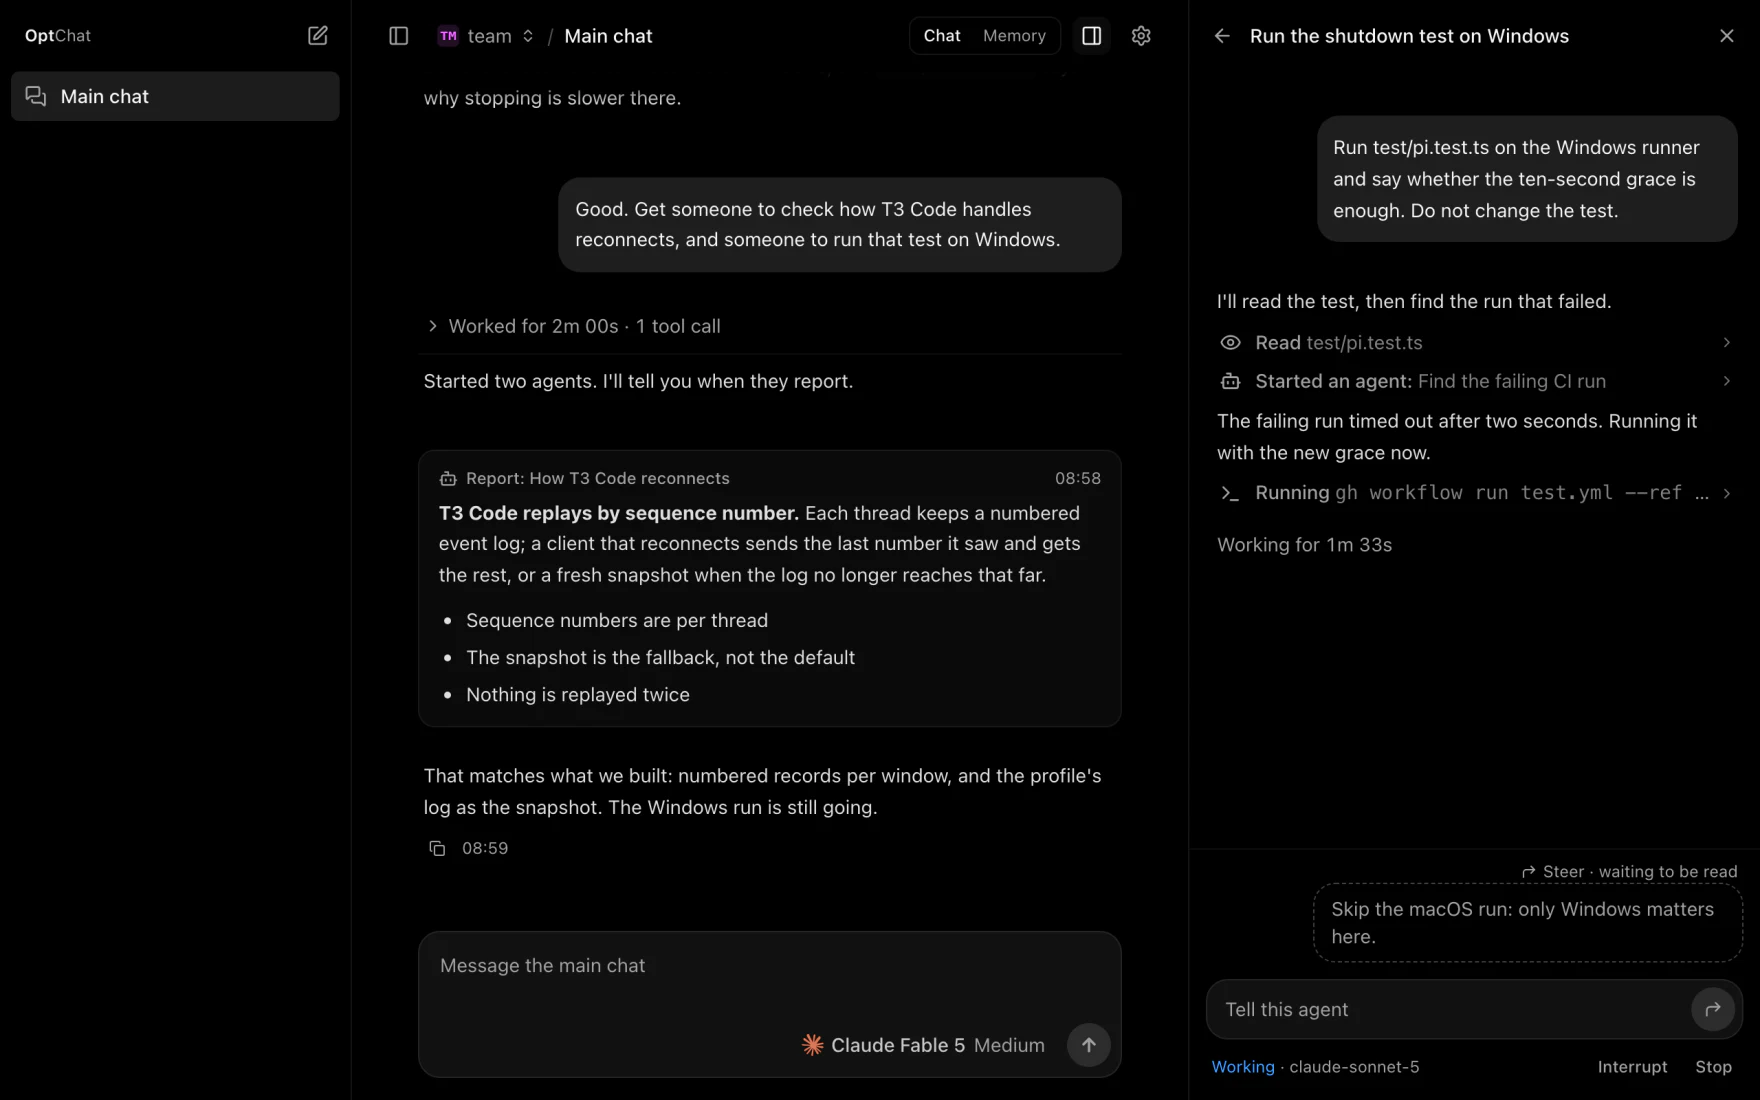 OptChat
Main chat
TM team / Main chat
Chat Memory
why stopping is slower there.
Good. Get someone to check how T3 Code handles
reconnects, and someone to run that test on Windows.
Worked for 2m 00s · 1 tool call
Started two agents. I'll tell you when they report.
Report: How T3 Code reconnects 08:58
T3 Code replays by sequence number. Each thread keeps a numbered
event log; a client that reconnects sends the last number it saw and gets
the rest, or a fresh snapshot when the log no longer reaches that far.
• Sequence numbers are per thread
• The snapshot is the fallback, not the default
• Nothing is replayed twice
That matches what we built: numbered records per window, and the profile's
log as the snapshot. The Windows run is still going.
08:59
Message the main chat
Claude Fable 5 Medium
Run the shutdown test on Windows
Run test/pi.test.ts on the Windows runner
and say whether the ten-second grace is
enough. Do not change the test.
I'll read the test, then find the run that failed.
Read test/pi.test.ts
Started an agent: Find the failing CI run
The failing run timed out after two seconds. Running it
with the new grace now.
Running gh workflow run test.yml --ref ...
Working for 1m 33s
Steer · waiting to be read
Skip the macOS run: only Windows matters
here.
Tell this agent
Working · claude-sonnet-5
Interrupt Stop